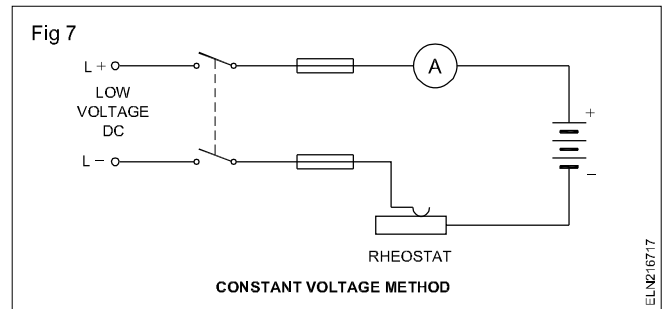 Fig 7
L +
LOW
VOLTAGE
DC
L −
A
+
−
RHEOSTAT
CONSTANT VOLTAGE METHOD
ELN216717